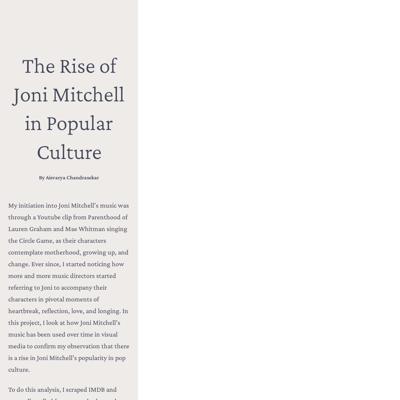 The Rise of
Joni Mitchell
in Popular
Culture
By Aisvarya Chandrasekar
My initiation into Joni Mitchell's music was
through a Youtube clip from Parenthood of
Lauren Graham and Mae Whitman singing
the Circle Game, as their characters
contemplate motherhood, growing up, and
change. Ever since, I started noticing how
more and more music directors started
referring to Joni to accompany their
characters in pivotal moments of
heartbreak, reflection, love, and longing. In
this project, I look at how Joni Mitchell's
music has been used over time in visual
media to confirm my observation that there
is a rise in Joni Mitchell's popularity in pop
culture.
To do this analysis, I scraped IMDB and